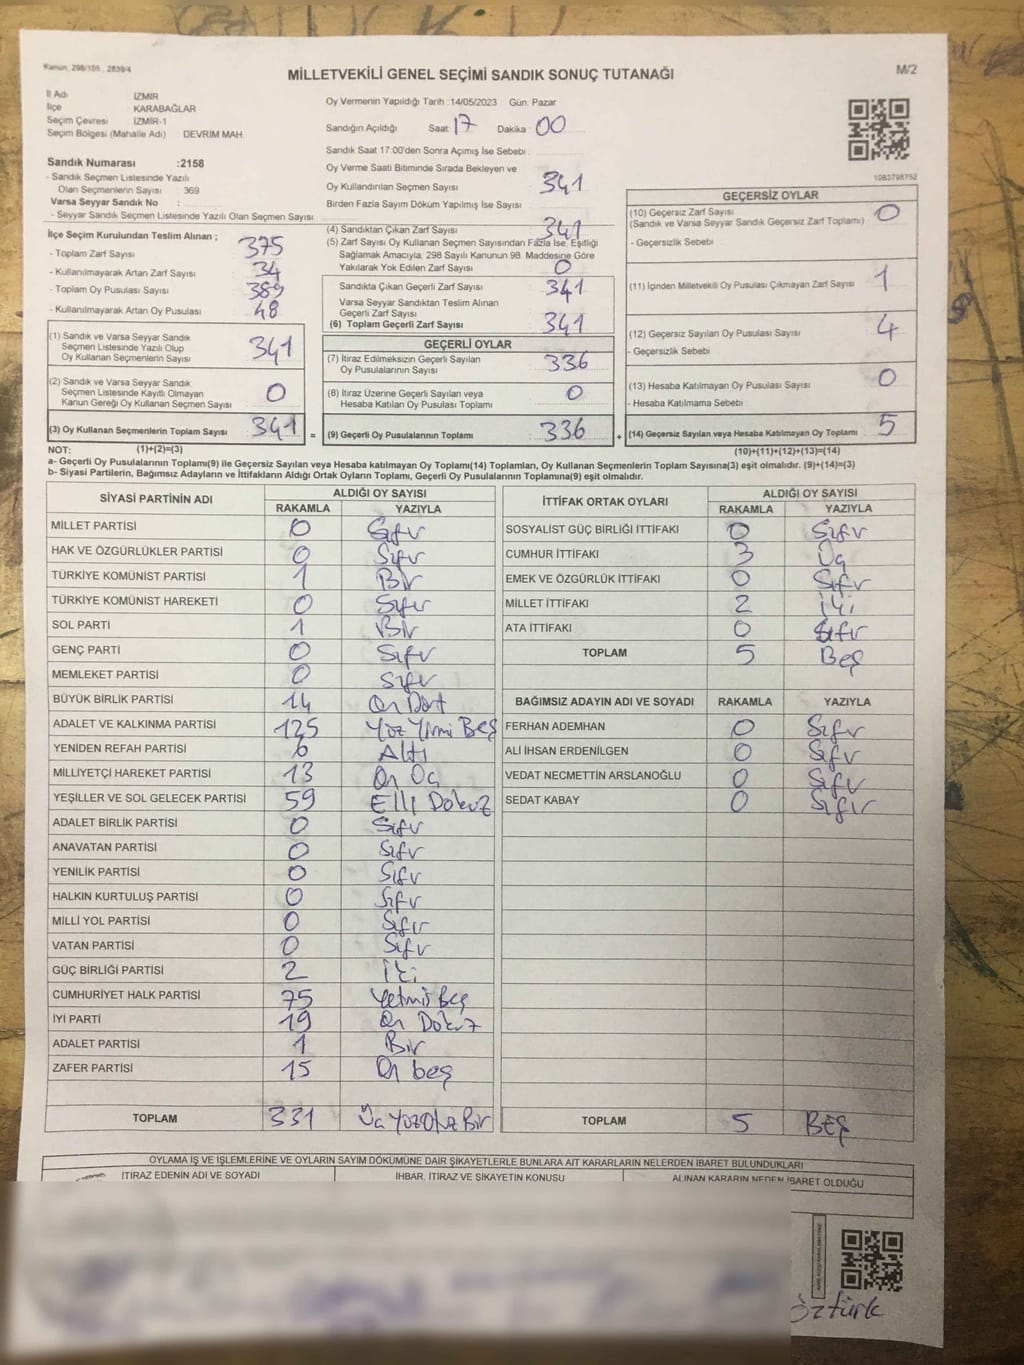 Kanun, 298/105 , 2839/4
MİLLETVEKİLİ GENEL SEÇİMİ SANDIK SONUÇ TUTANAĞI
M/2
İl Adı İZMİR
İlçe KARABAĞLAR
Seçim Çevresi İZMİR-1
Seçim Bölgesi (Mahalle Adı) DEVRİM MAH.
Sandık Numarası :2158
- Sandık Seçmen Listesinde Yazılı
Olan Seçmenlerin Sayısı 369
Varsa Seyyar Sandık No :
- Seyyar Sandık Seçmen Listesinde Yazılı Olan Seçmen Sayısı
Oy Vermenin Yapıldığı Tarih :14/05/2023 Gün: Pazar
Sandığın Açıldığı Saat: 17 Dakika: 00
Sandık Saat 17.00'den Sonra Açımış İse Sebebi :
Oy Verme Saati Bitiminde Sırada Bekleyen ve
Oy Kullandırılan Seçmen Sayısı 341
Birden Fazla Sayım Döküm Yapılmış İse Sayısı
1083798752
İlçe Seçim Kurulundan Teslim Alınan ;
- Toplam Zarf Sayısı 375
- Kullanılmayarak Artan Zarf Sayısı 34
- Toplam Oy Pusulası Sayısı 389
- Kullanılmayarak Artan Oy Pusulası 48
(1) Sandık ve Varsa Seyyar Sandık
Seçmen Listesinde Yazılı Olup
Oy Kullanan Seçmenlerin Sayısı 341
(2) Sandık ve Varsa Seyyar Sandık
Seçmen Listesinde Kayıtlı Olmayan
Kanun Gereği Oy Kullanan Seçmen Sayısı 0
(3) Oy Kullanan Seçmenlerin Toplam Sayısı 341 =
(4) Sandıktan Çıkan Zarf Sayısı 341
(5) Zarf Sayısı Oy Kullanan Seçmen Sayısından Fazla İse, Eşitliği
Sağlamak Amacıyla, 298 Sayılı Kanunun 98. Maddesine Göre
Yakılarak Yok Edilen Zarf Sayısı 0
Sandıkta Çıkan Geçerli Zarf Sayısı 341
Varsa Seyyar Sandıktan Teslim Alınan
Geçerli Zarf Sayısı
(6) Toplam Geçerli Zarf Sayısı 341
GEÇERLİ OYLAR
(7) İtiraz Edilmeksizin Geçerli Sayılan
Oy Pusulalarının Sayısı 336
(8) İtiraz Üzerine Geçerli Sayılan veya
Hesaba Katılan Oy Pusulası Toplamı 0
(9) Geçerli Oy Pusulalarının Toplamı 336 +
GEÇERSİZ OYLAR
(10) Geçersiz Zarf Sayısı 0
(Sandık ve Varsa Seyyar Sandık Geçersiz Zarf Toplamı)
- Geçersizlik Sebebi :
(11) İçinden Milletvekili Oy Pusulası Çıkmayan Zarf Sayısı 1
(12) Geçersiz Sayılan Oy Pusulası Sayısı 4
- Geçersizlik Sebebi :
(13) Hesaba Katılmayan Oy Pusulası Sayısı 0
- Hesaba Katılmama Sebebi :
(14) Geçersiz Sayılan veya Hesaba Katılmayan Oy Toplamı 5
NOT: (1)+(2)=(3) (10)+(11)+(12)+(13)=(14)
a- Geçerli Oy Pusulalarının Toplamı(9) ile Geçersiz Sayılan veya Hesaba katılmayan Oy Toplamı(14) Toplamları, Oy Kullanan Seçmenlerin Toplam Sayısına(3) eşit olmalıdır. (9)+(14)=(3)
b- Siyasi Partilerin, Bağımsız Adayların ve İttifakların Aldığı Ortak Oyların Toplamı, Geçerli Oy Pusulalarının Toplamına(9) eşit olmalıdır.
SİYASİ PARTİNİN ADI ALDIĞI OY SAYISI
RAKAMLA YAZIYLA
MİLLET PARTİSİ 0 Sıfır
HAK VE ÖZGÜRLÜKLER PARTİSİ 0 Sıfır
TÜRKİYE KOMÜNİST PARTİSİ 1 Bir
TÜRKİYE KOMÜNİST HAREKETİ 0 Sıfır
SOL PARTİ 1 Bir
GENÇ PARTİ 0 Sıfır
MEMLEKET PARTİSİ 0 Sıfır
BÜYÜK BİRLİK PARTİSİ 14 On Dört
ADALET VE KALKINMA PARTİSİ 125 Yüz Yirmi Beş
YENİDEN REFAH PARTİSİ 6 Altı
MİLLİYETÇİ HAREKET PARTİSİ 13 On Üç
YEŞİLLER VE SOL GELECEK PARTİSİ 59 Elli Dokuz
ADALET BİRLİK PARTİSİ 0 Sıfır
ANAVATAN PARTİSİ 0 Sıfır
YENİLİK PARTİSİ 0 Sıfır
HALKIN KURTULUŞ PARTİSİ 0 Sıfır
MİLLİ YOL PARTİSİ 0 Sıfır
VATAN PARTİSİ 0 Sıfır
GÜÇ BİRLİĞİ PARTİSİ 2 İki
CUMHURİYET HALK PARTİSİ 75 Yetmiş Beş
İYİ PARTİ 19 On Dokuz
ADALET PARTİSİ 1 Bir
ZAFER PARTİSİ 15 On beş
TOPLAM 331 Üç Yüz Otuz Bir
İTTİFAK ORTAK OYLARI ALDIĞI OY SAYISI
RAKAMLA YAZIYLA
SOSYALİST GÜÇ BİRLİĞİ İTTİFAKI 0 Sıfır
CUMHUR İTTİFAKI 3 Üç
EMEK VE ÖZGÜRLÜK İTTİFAKI 0 Sıfır
MİLLET İTTİFAKI 2 İki
ATA İTTİFAKI 0 Sıfır
TOPLAM 5 Beş
BAĞIMSIZ ADAYIN ADI VE SOYADI RAKAMLA YAZIYLA
FERHAN ADEMHAN 0 Sıfır
ALİ İHSAN ERDENİLGEN 0 Sıfır
VEDAT NECMETTİN ARSLANOĞLU 0 Sıfır
SEDAT KABAY 0 Sıfır
TOPLAM 5 BEŞ
OYLAMA İŞ VE İŞLEMLERİNE VE OYLARIN SAYIM DÖKÜMÜNE DAİR ŞİKAYETLERLE BUNLARA AİT KARARLARIN NELERDEN İBARET BULUNDUKLARI
İTİRAZ EDENİN ADI VE SOYADI İHBAR, İTİRAZ VE ŞİKAYETİN KONUSU ALINAN KARARIN NEDEN İBARET OLDUĞU
Öztürk